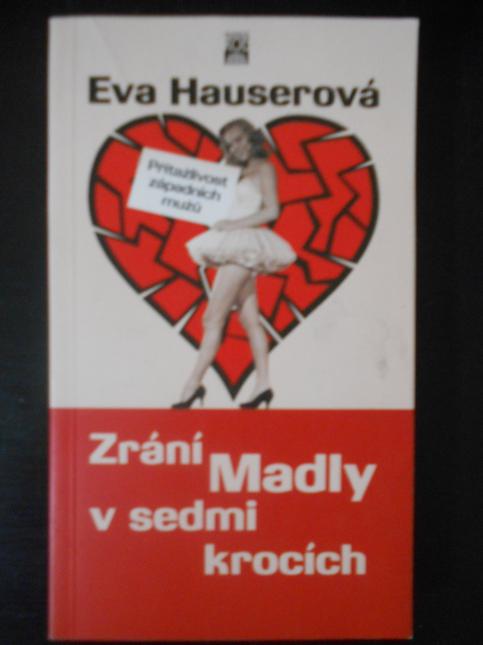 Eva Hauserová
Přitažlivost
západních
mužů
Zrání
Madly
v sedmi
krocích